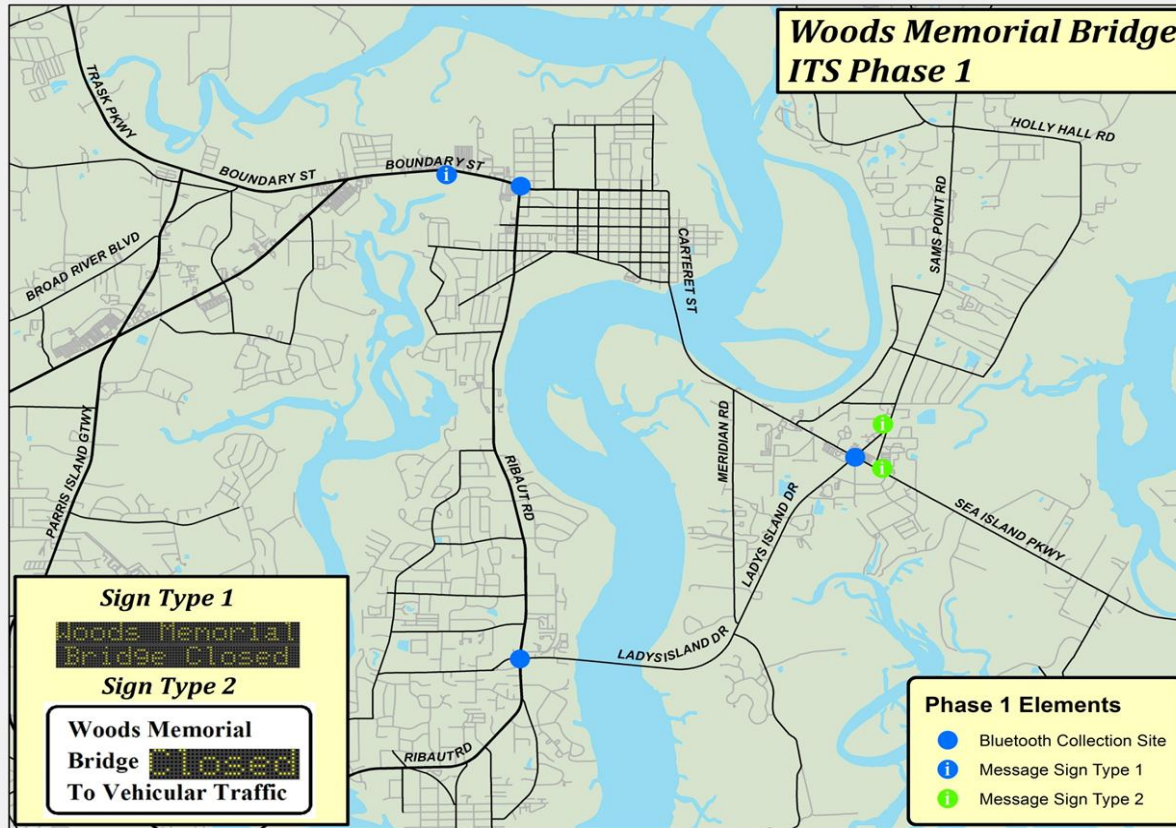 Woods Memorial Bridge
ITS Phase 1
TRASK PKWY
HOLLY HALL RD
BOUNDARY ST
BOUNDARY ST
SAMS POINT RD
BROAD RIVER BLVD
CARTERET ST
PARRIS ISLAND GTWY
RIBAUT RD
MERIDIAN RD
LADYS ISLAND DR
SEA ISLAND PKWY
LADYS ISLAND DR
RIBAUT RD
Sign Type 1
Woods Memorial
Bridge Closed
Sign Type 2
Woods Memorial
Bridge Closed
To Vehicular Traffic
Phase 1 Elements
Bluetooth Collection Site
i Message Sign Type 1
i Message Sign Type 2
i
i
i